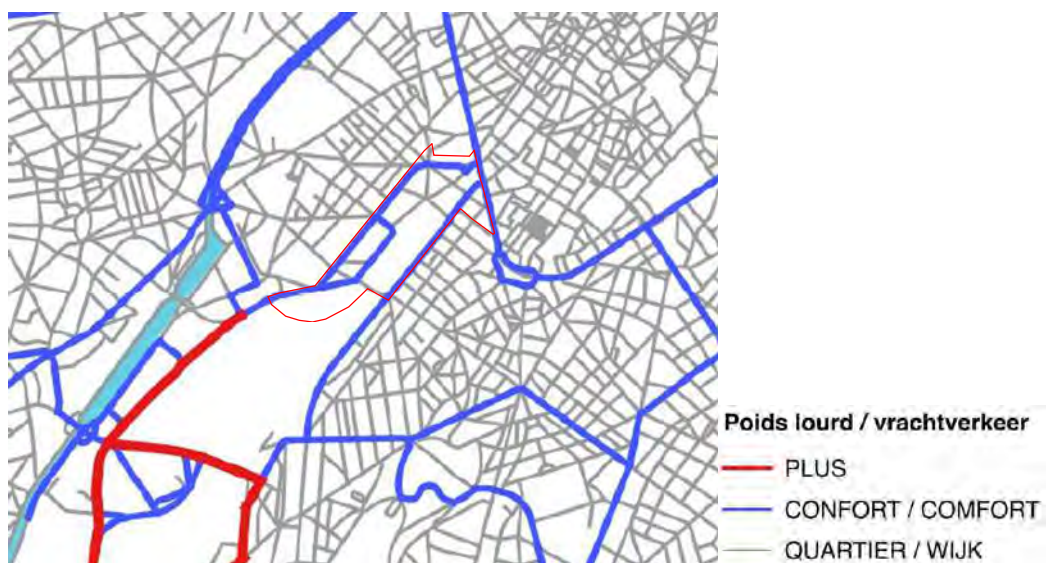 Poids lourd / vrachtverkeer
PLUS
CONFORT / COMFORT
QUARTIER / WIJK